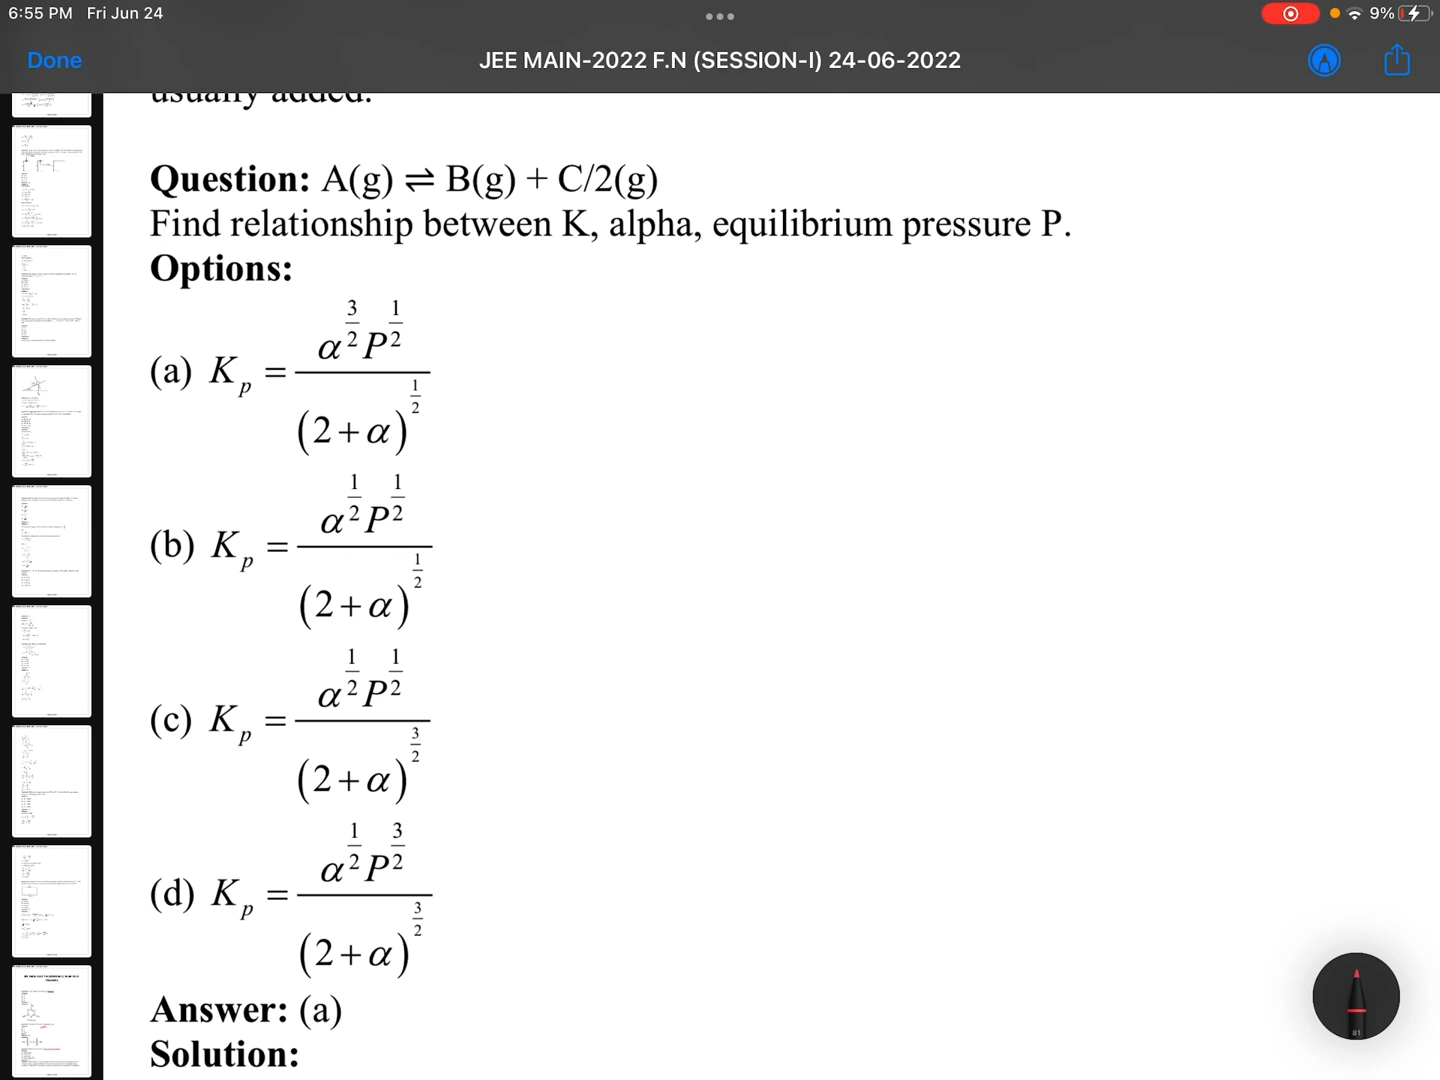 6:55 PM Fri Jun 24
9%
Done
JEE MAIN-2022 F.N (SESSION-I) 24-06-2022
usually added.
Question: A(g) ⇌ B(g) + C/2(g)
Find relationship between K, alpha, equilibrium pressure P.
Options:
(a) K_p = α^(3/2) P^(1/2) / (2+α)^(1/2)
(b) K_p = α^(1/2) P^(1/2) / (2+α)^(1/2)
(c) K_p = α^(1/2) P^(1/2) / (2+α)^(3/2)
(d) K_p = α^(1/2) P^(3/2) / (2+α)^(3/2)
Answer: (a)
Solution:
81